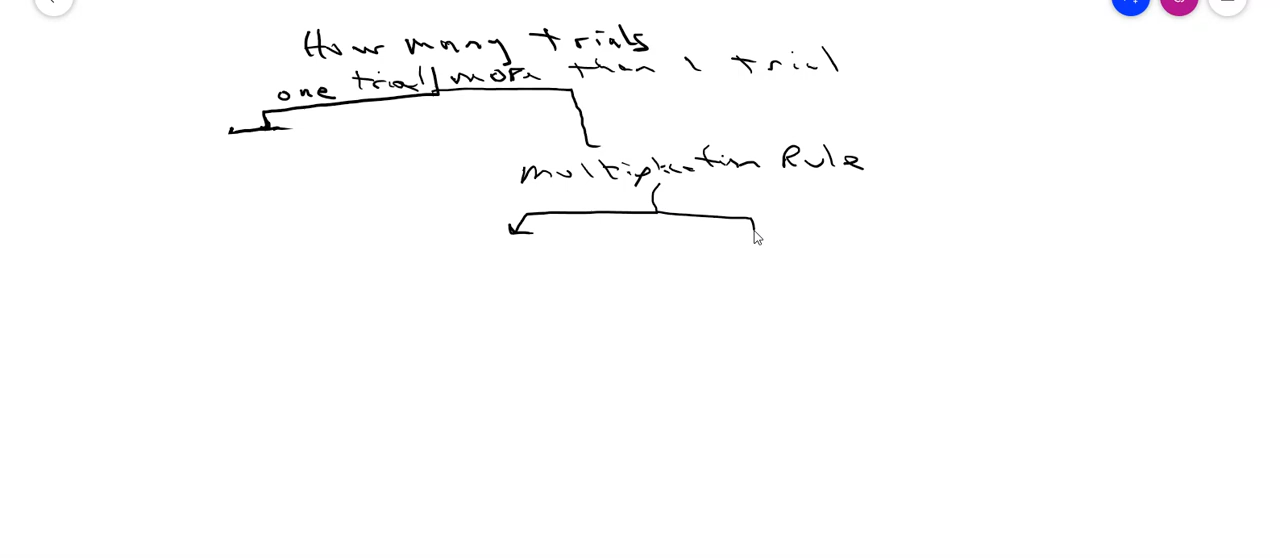 How many trials
one trial more than 1 trial
multiplication Rule